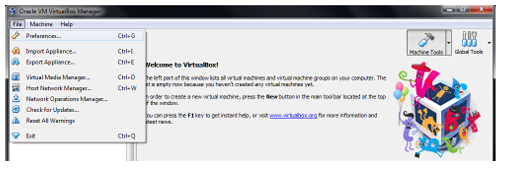 Oracle VM VirtualBox Manager
File Machine Help
Preferences... Ctrl+G
Import Appliance... Ctrl+I
Export Appliance... Ctrl+E
Virtual Media Manager... Ctrl+D
Host Network Manager... Ctrl+W
Network Operations Manager...
Check for Updates...
Reset All Warnings
Exit Ctrl+Q
Machine Tools
Global Tools
Welcome to VirtualBox!
he left part of this window lists all virtual machines and virtual machine groups on your computer. The
st is empty now because you haven't created any virtual machines yet.
n order to create a new virtual machine, press the New button in the main toolbar located at the top
f the window.
ou can press the F1 key to get instant help, or visit www.virtualbox.org for more information and
atest news.